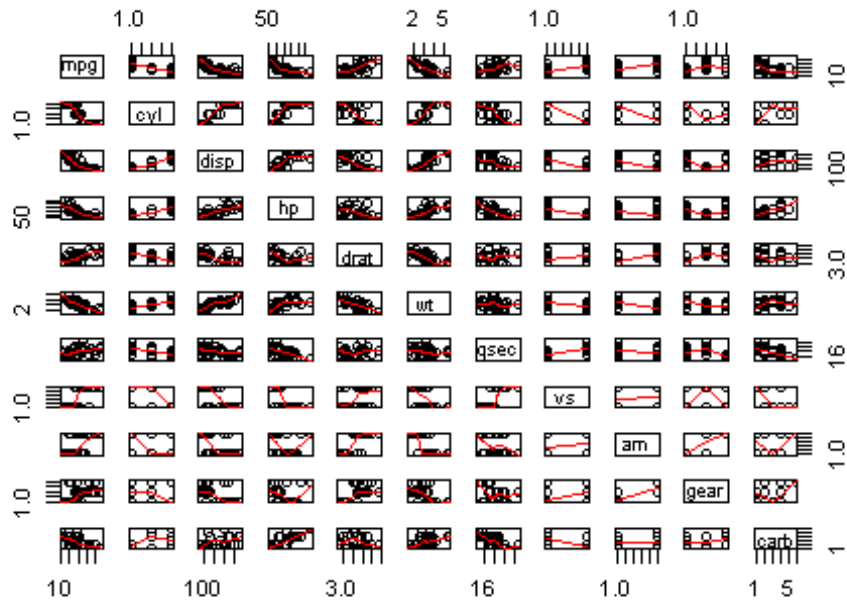 1.0 50 2 5 1.0 1.0
mpg 10
1.0 cyl
disp 100
50 hp
drat 3.0
2 wt
qsec 16
1.0 vs
am 1.0
1.0 gear
carb 1
10 100 3.0 16 1.0 1 5